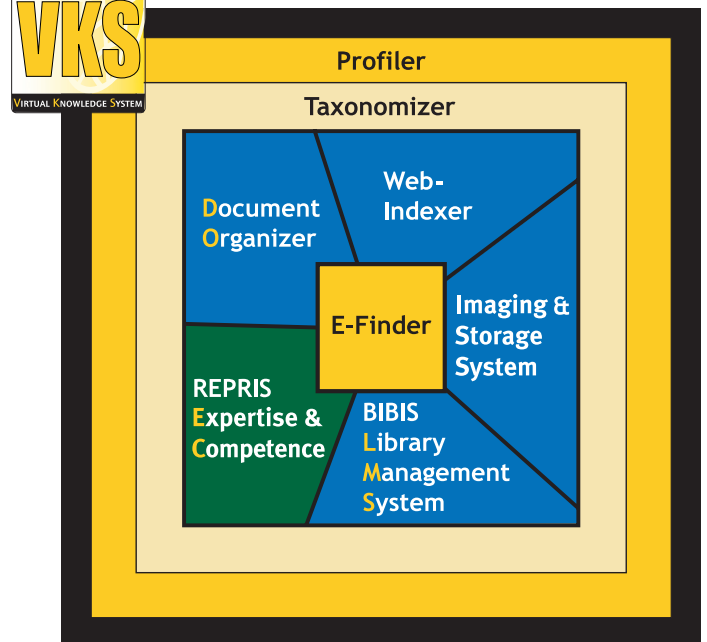 VKS
VIRTUAL KNOWLEDGE SYSTEM
Profiler
Taxonomizer
Document
Organizer
Web-
Indexer
Imaging &
Storage
System
E-Finder
REPRIS
Expertise &
Competence
BIBIS
Library
Management
System